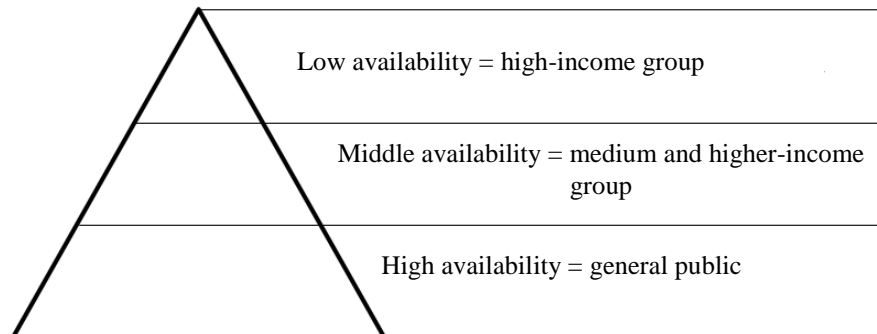 Low availability = high-income group
Middle availability = medium and higher-income
group
High availability = general public